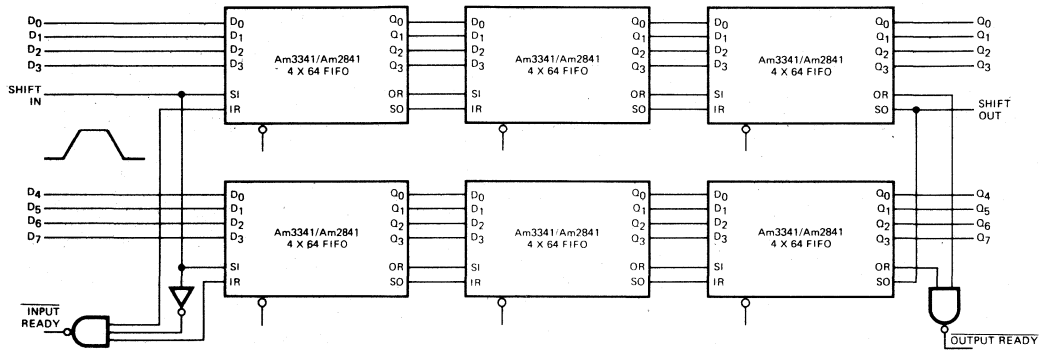 D0 D0 Q0 D0 Q0 D0 Q0 Q0
D1 D1 Q1 D1 Q1 D1 Q1 Q1
D2 D2 Q2 D2 Q2 D2 Q2 Q2
D3 D3 Q3 D3 Q3 D3 Q3 Q3
Am3341/Am2841 Am3341/Am2841 Am3341/Am2841
4 X 64 FIFO 4 X 64 FIFO 4 X 64 FIFO
SHIFT IN
SI OR SI OR SI OR
IR SO IR SO IR SO
SHIFT OUT
D4 D0 Q0 D0 Q0 D0 Q0 Q4
D5 D1 Q1 D1 Q1 D1 Q1 Q5
D6 D2 Q2 D2 Q2 D2 Q2 Q6
D7 D3 Q3 D3 Q3 D3 Q3 Q7
Am3341/Am2841 Am3341/Am2841 Am3341/Am2841
4 X 64 FIFO 4 X 64 FIFO 4 X 64 FIFO
SI OR SI OR SI OR
IR SO IR SO IR SO
INPUT
READY
OUTPUT READY